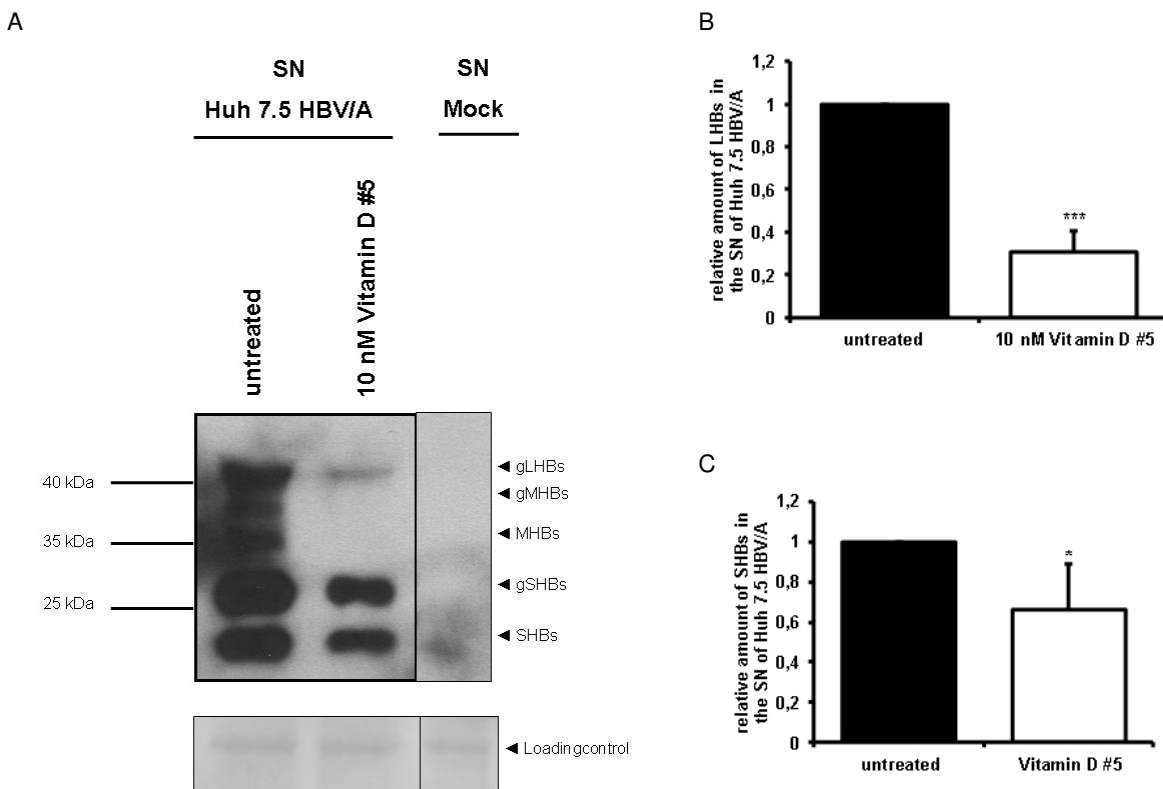 A
SN
Huh 7.5 HBV/A
SN
Mock
untreated
10 nM Vitamin D #5
40 kDa
35 kDa
25 kDa
gLHBs
gMHBs
MHBs
gSHBs
SHBs
Loadingcontrol
B
relative amount of LHBs in
the SN of Huh 7.5 HBV/A
1,2
1
0,8
0,6
0,4
0,2
0
***
untreated
10 nM Vitamin D #5
C
relative amount of SHBs in
the SN of Huh 7.5 HBV/A
1,2
1
0,8
0,6
0,4
0,2
0
*
untreated
Vitamin D #5